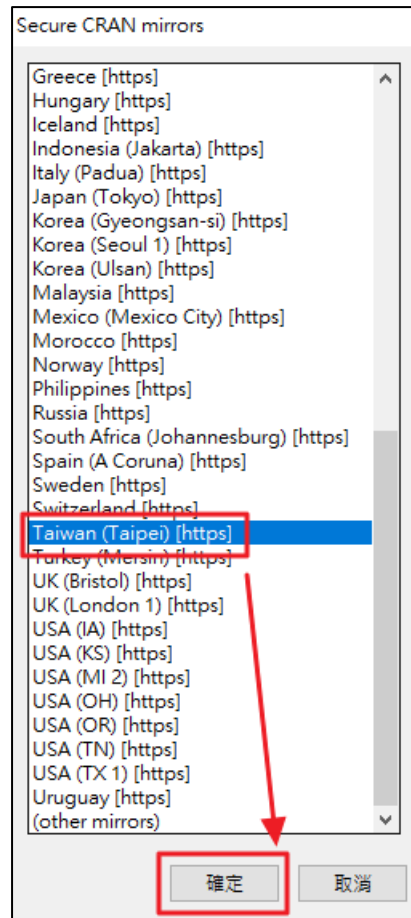 Secure CRAN mirrors
Greece [https]
Hungary [https]
Iceland [https]
Indonesia (Jakarta) [https]
Italy (Padua) [https]
Japan (Tokyo) [https]
Korea (Gyeongsan-si) [https]
Korea (Seoul 1) [https]
Korea (Ulsan) [https]
Malaysia [https]
Mexico (Mexico City) [https]
Morocco [https]
Norway [https]
Philippines [https]
Russia [https]
South Africa (Johannesburg) [https]
Spain (A Coruna) [https]
Sweden [https]
Switzerland [https]
Taiwan (Taipei) [https]
Turkey (Mersin) [https]
UK (Bristol) [https]
UK (London 1) [https]
USA (IA) [https]
USA (KS) [https]
USA (MI 2) [https]
USA (OH) [https]
USA (OR) [https]
USA (TN) [https]
USA (TX 1) [https]
Uruguay [https]
(other mirrors)
確定 取消